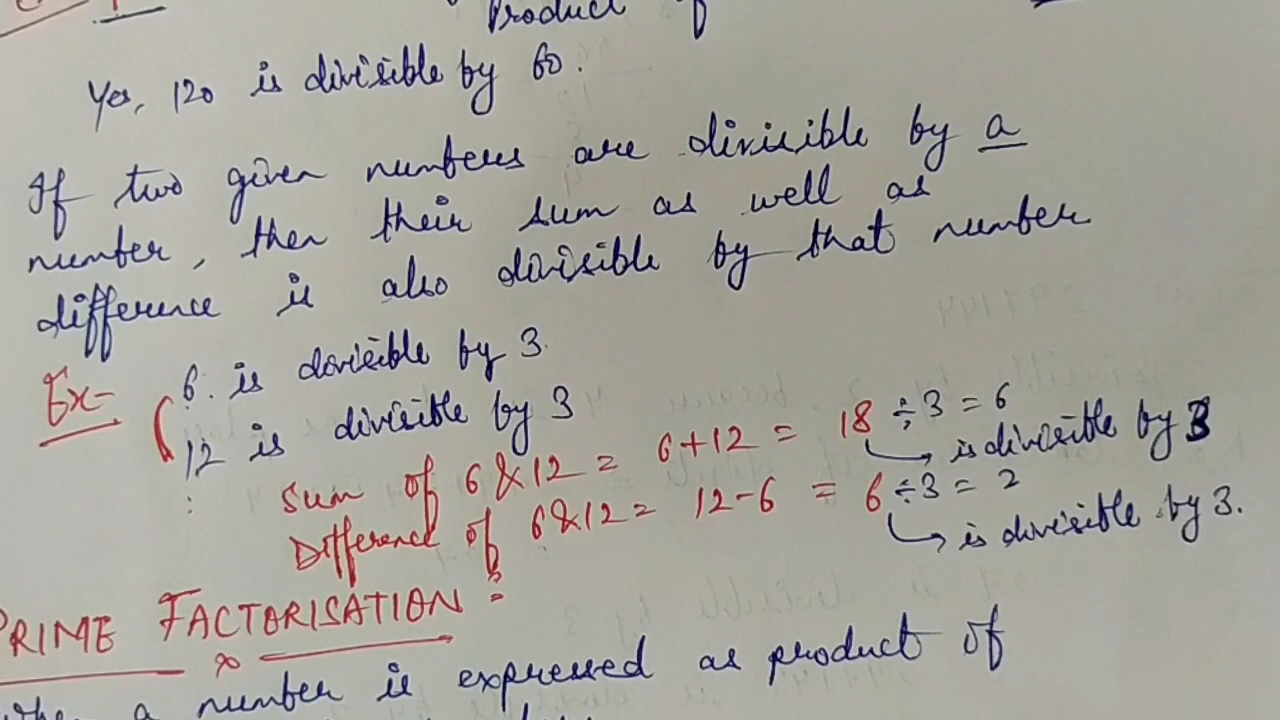 Product of
Yes, 120 is divisible by 60.
If two given numbers are divisible by a
number, then their sum as well as
difference is also divisible by that number
Ex- 6. is divisible by 3
12 is divisible by 3
Sum of 6 & 12 = 6+12 = 18 ÷3 = 6
is divisible by 3
Difference of 6&12 = 12-6 = 6 ÷3 = 2
is divisible by 3.
PRIME FACTORISATION :
When a number is expressed as product of